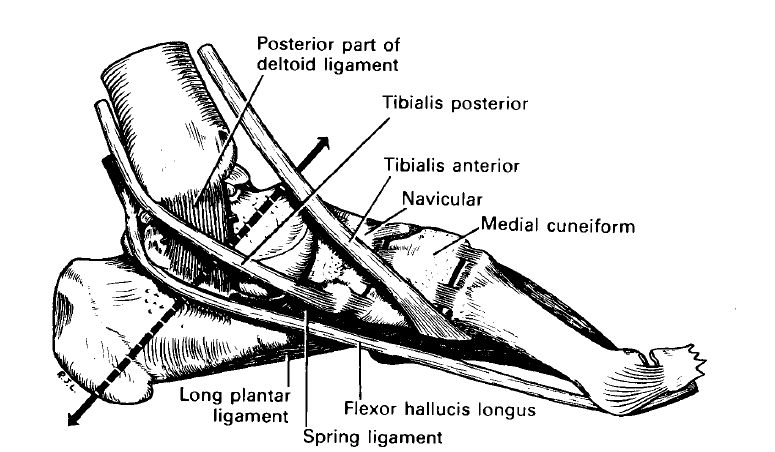 Posterior part of
deltoid ligament
Tibialis posterior
Tibialis anterior
Navicular
Medial cuneiform
R.S.L.
Long plantar
ligament
Flexor hallucis longus
Spring ligament